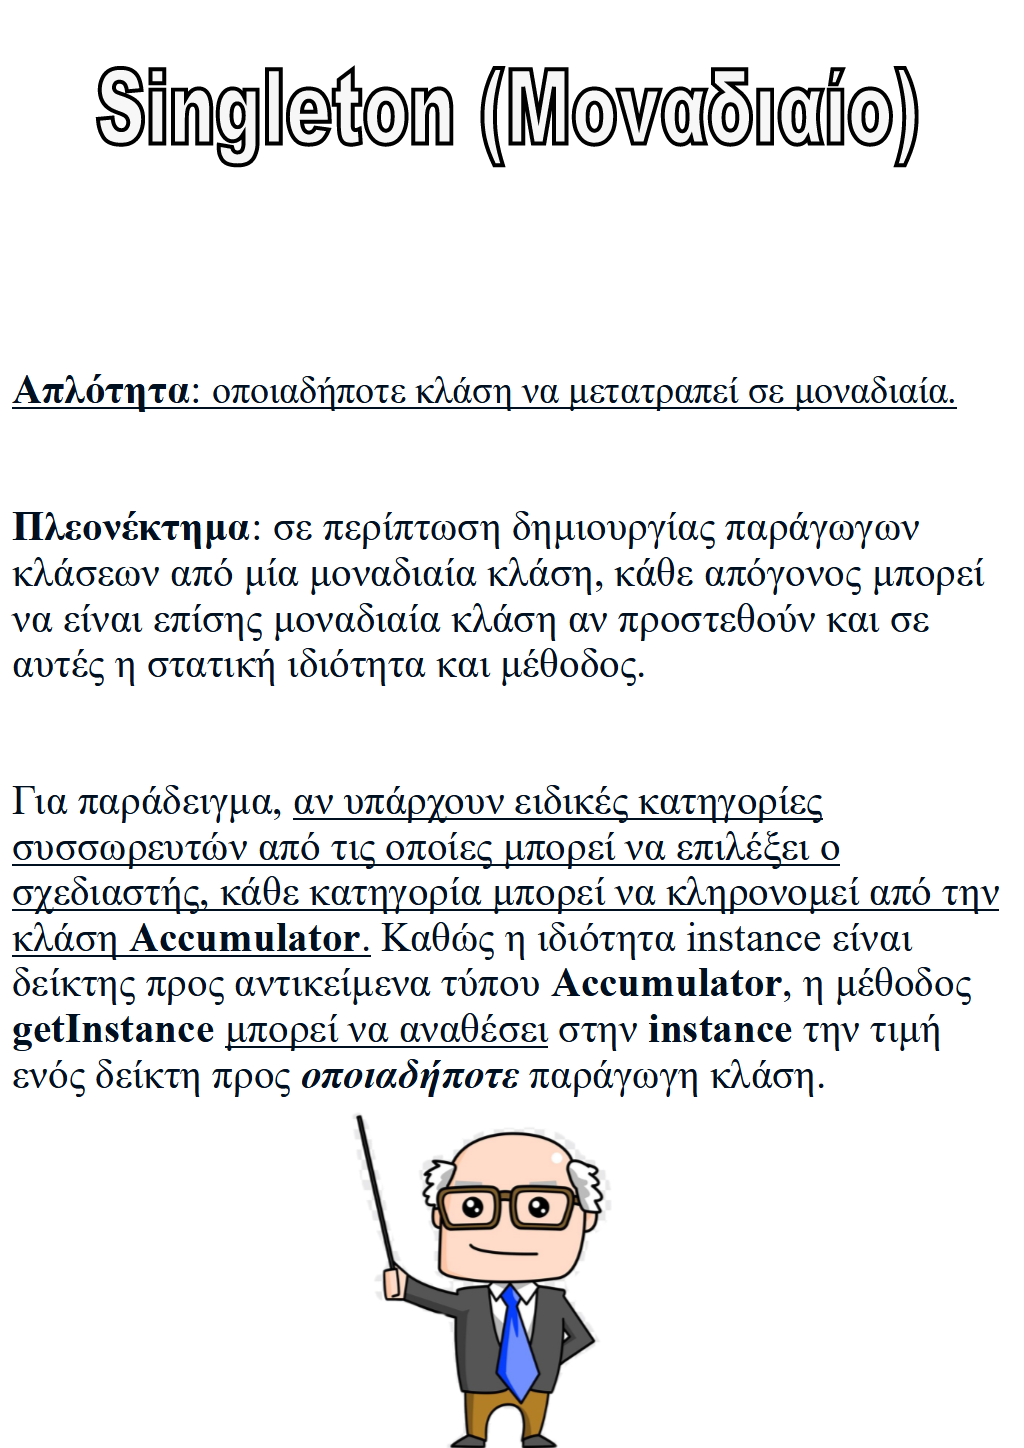 Singleton (Μοναδιαίο)
Απλότητα: οποιαδήποτε κλάση να μετατραπεί σε μοναδιαία.
Πλεονέκτημα: σε περίπτωση δημιουργίας παράγωγων
κλάσεων από μία μοναδιαία κλάση, κάθε απόγονος μπορεί
να είναι επίσης μοναδιαία κλάση αν προστεθούν και σε
αυτές η στατική ιδιότητα και μέθοδος.
Για παράδειγμα, αν υπάρχουν ειδικές κατηγορίες
συσσωρευτών από τις οποίες μπορεί να επιλέξει ο
σχεδιαστής, κάθε κατηγορία μπορεί να κληρονομεί από την
κλάση Accumulator. Καθώς η ιδιότητα instance είναι
δείκτης προς αντικείμενα τύπου Accumulator, η μέθοδος
getInstance μπορεί να αναθέσει στην instance την τιμή
ενός δείκτη προς οποιαδήποτε παράγωγη κλάση.